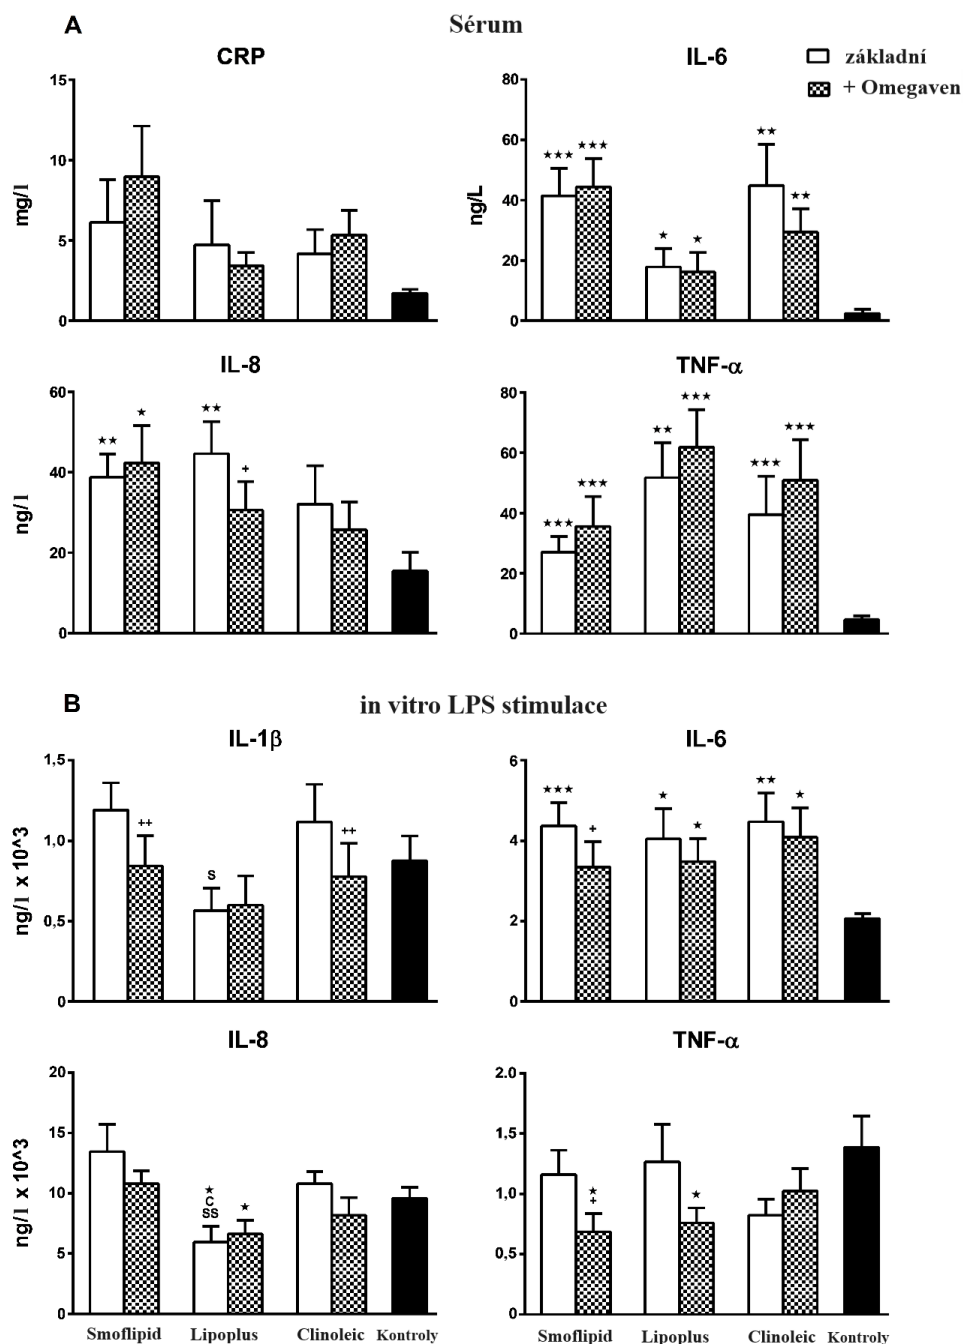 A
Sérum
CRP
IL-6
základní
+ Omegaven
mg/l
15
10
5
0
ng/L
80
60
40
20
0
★★★
★★★
★
★
★★
★★
IL-8
TNF-α
ng/l
60
40
20
0
★★
★
★★
+
80
60
40
20
0
★★★
★★★
★★
★★★
★★★
★★★
B
in vitro LPS stimulace
IL-1β
IL-6
ng/l x 10^3
1,5
1.0
0,5
0
++
S
++
6
4
2
0
★★★
+
★
★
★★
★
IL-8
TNF-α
ng/l x 10^3
20
15
10
5
0
★
C
SS
★
2.0
1,5
1.0
0.5
0
★
+
★
Smoflipid Lipoplus Clinoleic Kontroly
Smoflipid Lipoplus Clinoleic Kontroly